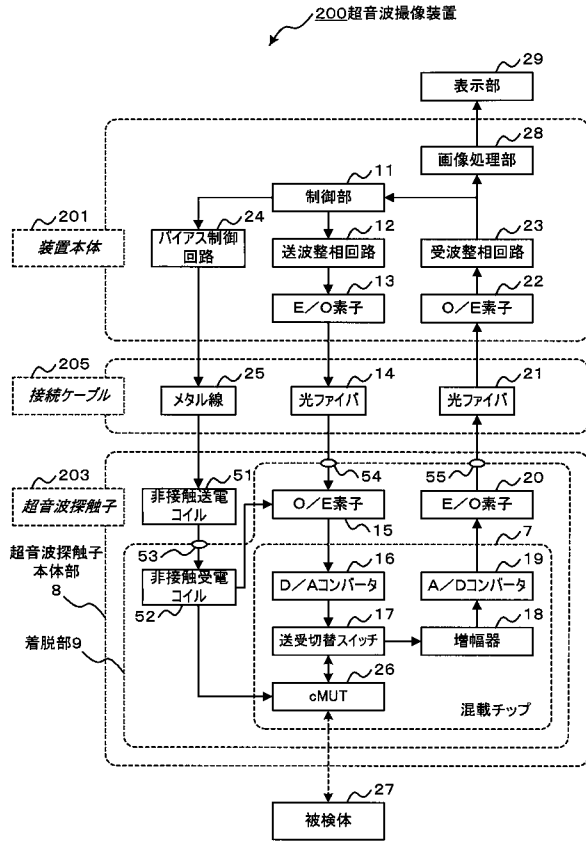 200超音波撮像装置
29
表示部
28
画像処理部
11
制御部
201
装置本体
24
バイアス制御
回路
12
送波整相回路
23
受波整相回路
13
E/O素子
22
O/E素子
205
接続ケーブル
25
メタル線
14
光ファイバ
21
光ファイバ
203
超音波探触子
51
非接触送電
コイル
54
55
20
O/E素子
15
E/O素子
7
超音波探触子
本体部
8
53
非接触受電
コイル
52
16
D/Aコンバータ
19
A/Dコンバータ
17
送受切替スイッチ
18
増幅器
着脱部9
26
cMUT
混載チップ
27
被検体